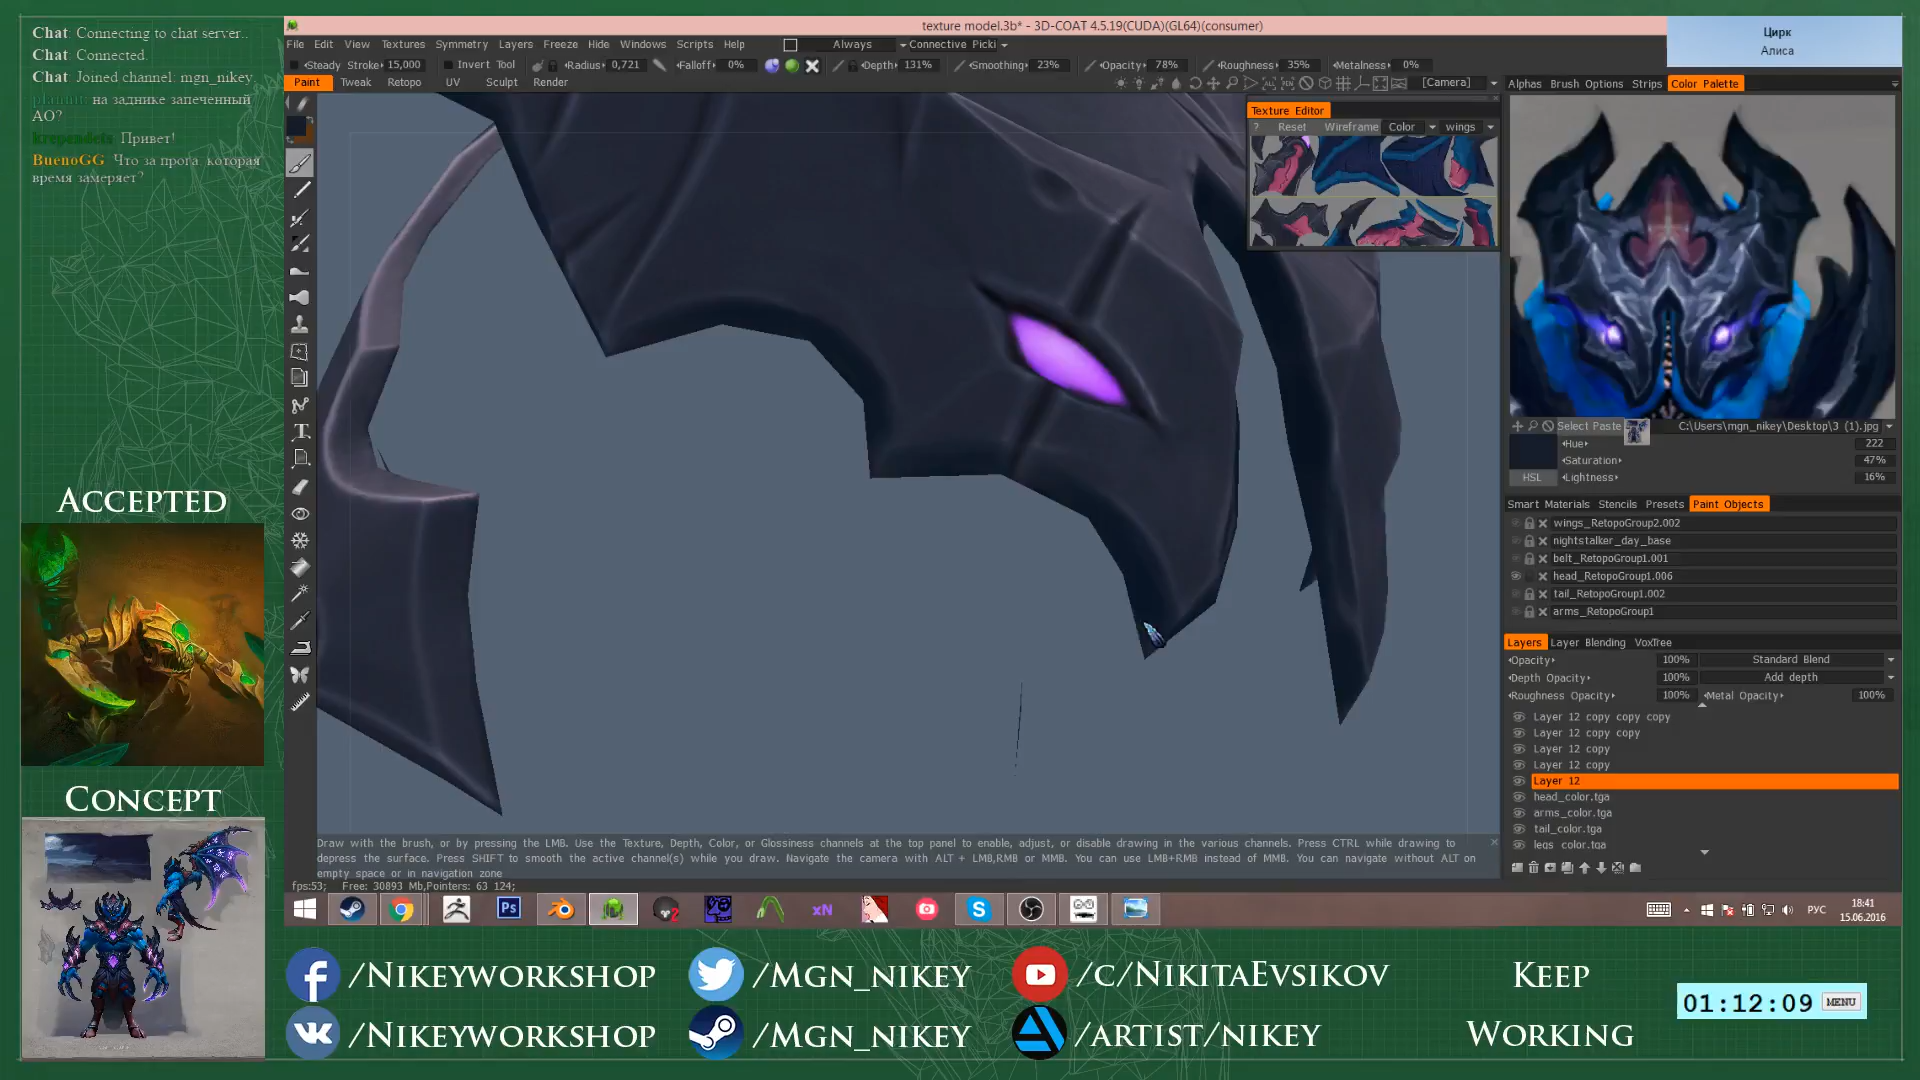 Chat: Connecting to chat server..
Chat: Connected.
Chat: Joined channel: mgn_nikey.
на заднике запеченный
АО?
krependels Привет!
BuenoGG Что за прога, которая
время замеряет?
Accepted
Concept
texture model.3b* - 3D-COAT 4.5.19(CUDA)(GL64)(consumer)
File Edit View Textures Symmetry Layers Freeze Hide Windows Scripts Help Always Connective Picki
Steady Stroke 15,000 Invert Tool Radius 0,721 Falloff 0% Depth 131% Smoothing 23% Opacity 78% Roughness 35% Metalness 0%
Paint Tweak Retopo UV Sculpt Render [Camera]
Texture Editor
? Reset Wireframe Color wings
Цирк
Алиса
Alphas Brush Options Strips Color Palette
Select Paste C:\Users\mgn_nikey\Desktop\3 (1).jpg
Hue 222
Saturation 47%
HSL Lightness 16%
Smart Materials Stencils Presets Paint Objects
wings_RetopoGroup2.002
nightstalker_day_base
belt_RetopoGroup1.001
head_RetopoGroup1.006
tail_RetopoGroup1.002
arms_RetopoGroup1
Layers Layer Blending VoxTree
Opacity 100% Standard Blend
Depth Opacity 100% Add depth
Roughness Opacity 100% Metal Opacity 100%
Layer 12 copy copy copy
Layer 12 copy copy
Layer 12 copy
Layer 12 copy
Layer 12
head_color.tga
arms_color.tga
tail_color.tga
legs_color.tga
Draw with the brush, or by pressing the LMB. Use the Texture, Depth, Color, or Glossiness channels at the top panel to enable, adjust, or disable drawing in the various channels. Press CTRL while drawing to
depress the surface. Press SHIFT to smooth the active channel(s) while you draw. Navigate the camera with ALT + LMB,RMB or MMB. You can use LMB+RMB instead of MMB. You can navigate without ALT on
empty space or in navigation zone
fps:53; Free: 30893 Mb,Pointers: 63 124;
Ps
xN
РУС
18:41
15.06.2016
/Nikeyworkshop
/Mgn_nikey
/c/NikitaEvsikov
Keep
/Nikeyworkshop
/Mgn_nikey
/artist/nikey
Working
01:12:09 MENU